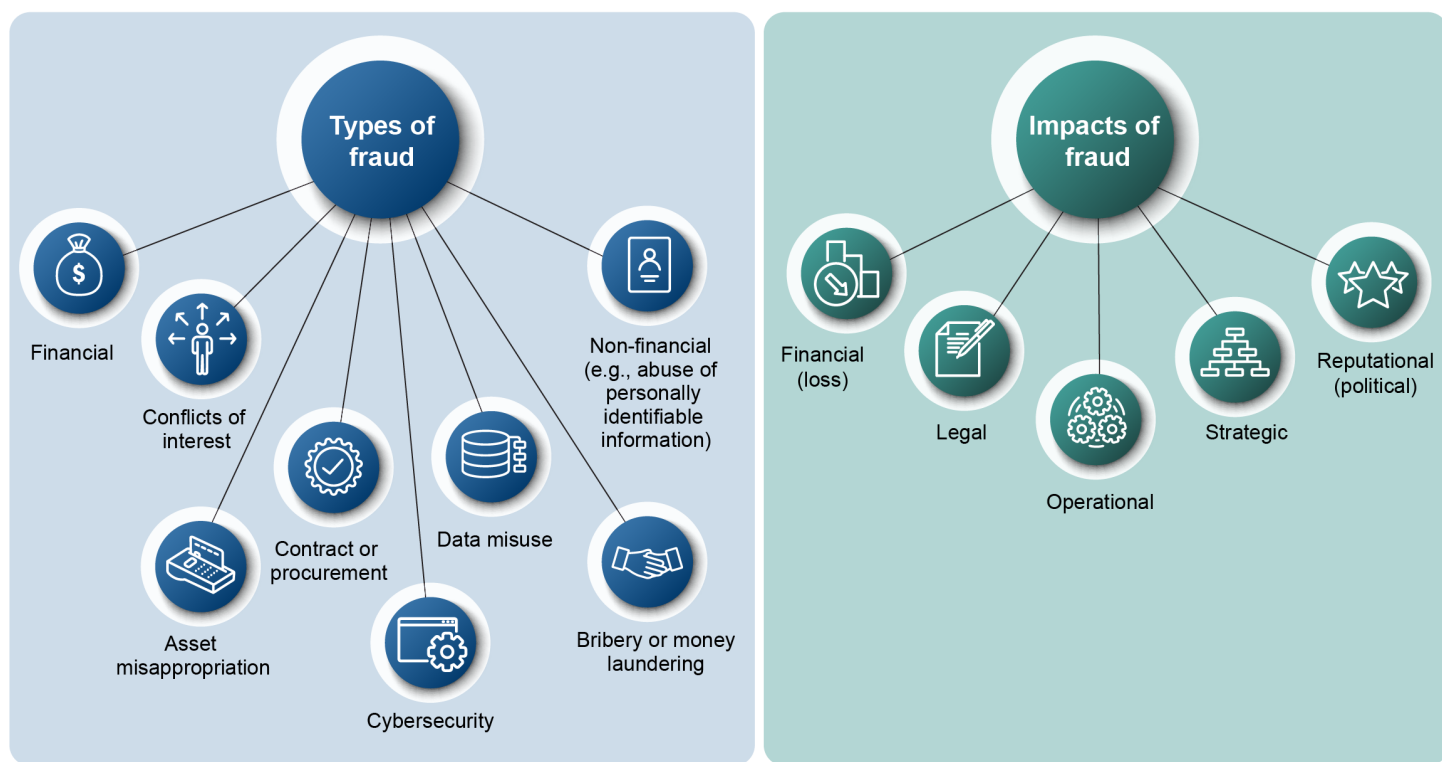 Types of
fraud
Financial
Conflicts of
interest
Asset
misappropriation
Contract or
procurement
Cybersecurity
Data misuse
Bribery or money
laundering
Non-financial
(e.g., abuse of
personally
identifiable
information)
$
Impacts of
fraud
Financial
(loss)
Legal
Operational
Strategic
Reputational
(political)